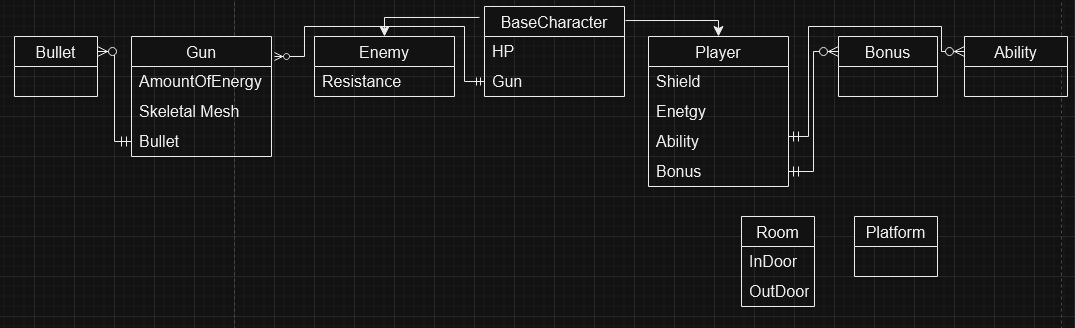 BaseCharacter
HP
Gun
Bullet
Gun
AmountOfEnergy
Skeletal Mesh
Bullet
Enemy
Resistance
Player
Shield
Enetgy
Ability
Bonus
Bonus
Ability
Room
InDoor
OutDoor
Platform